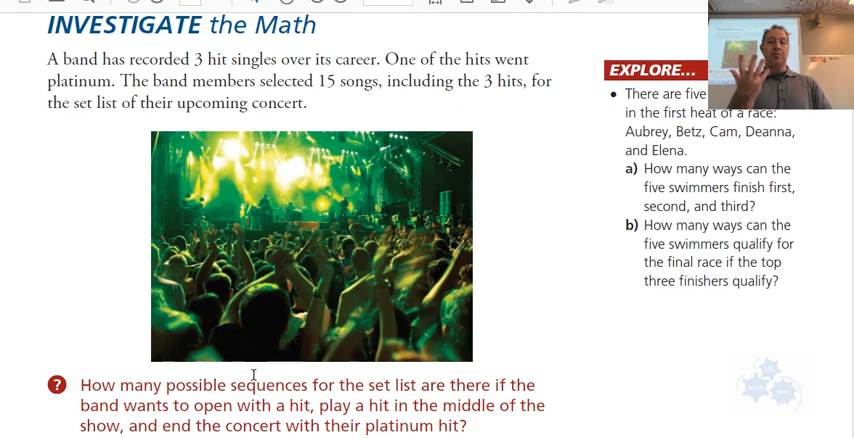 INVESTIGATE the Math
A band has recorded 3 hit singles over its career. One of the hits went
platinum. The band members selected 15 songs, including the 3 hits, for
the set list of their upcoming concert.
? How many possible sequences for the set list are there if the
band wants to open with a hit, play a hit in the middle of the
show, and end the concert with their platinum hit?
EXPLORE...
• There are five
in the first heat of a race:
Aubrey, Betz, Cam, Deanna,
and Elena.
a) How many ways can the
five swimmers finish first,
second, and third?
b) How many ways can the
five swimmers qualify for
the final race if the top
three finishers qualify?